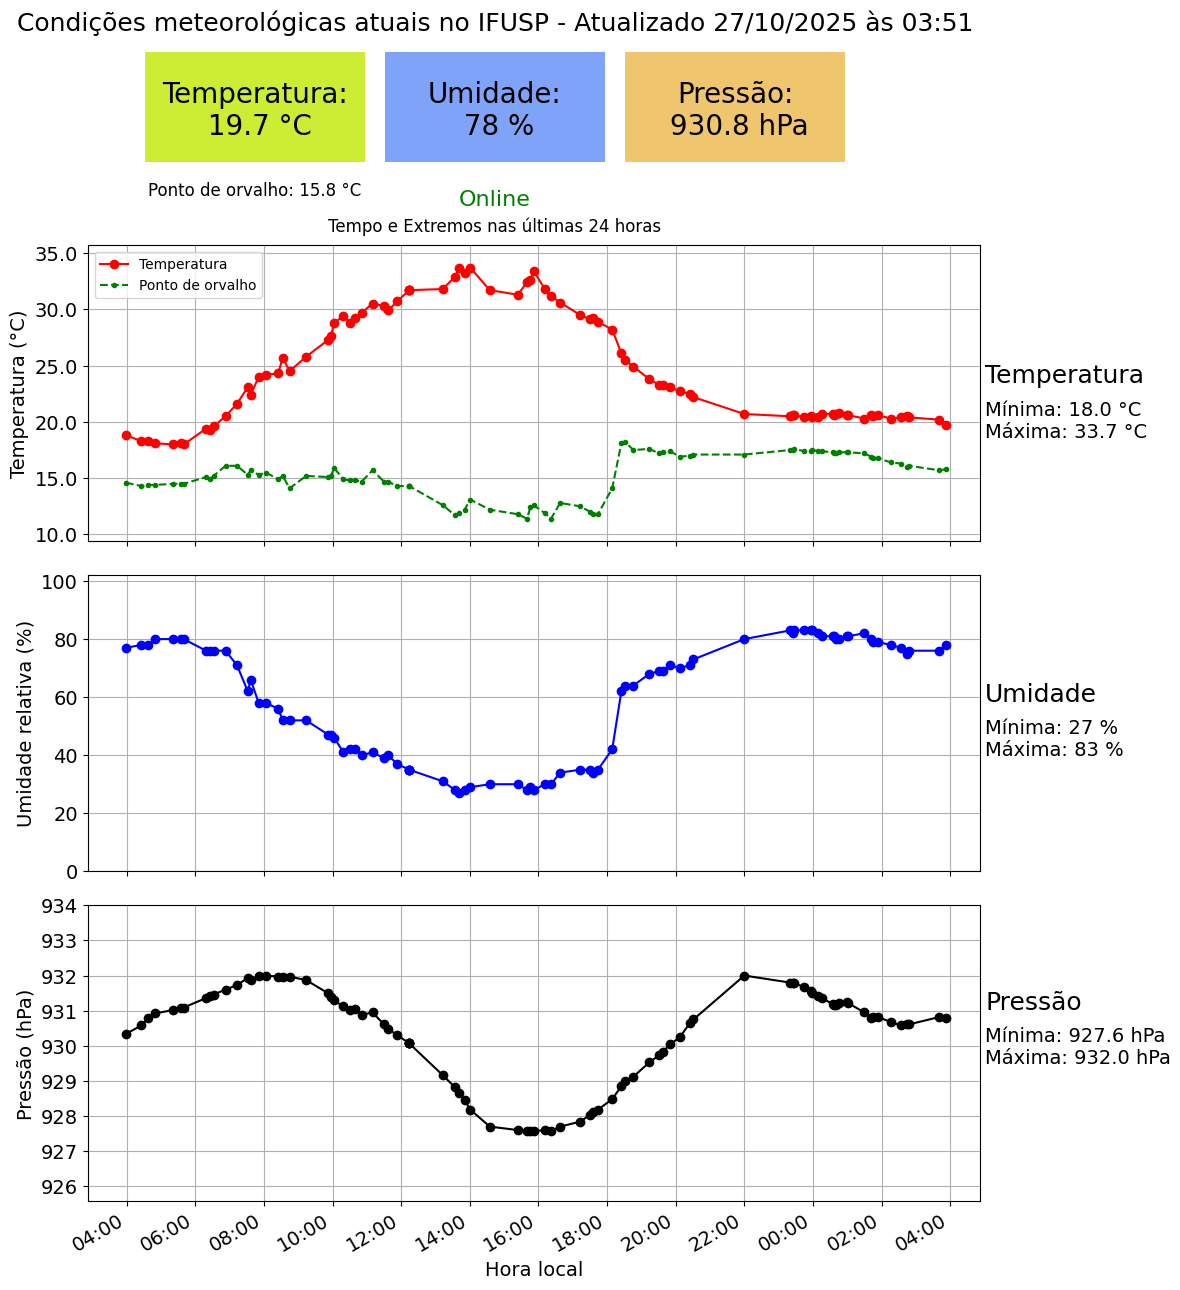 Condições meteorológicas atuais no IFUSP - Atualizado 27/10/2025 às 03:51
Temperatura:
19.7 °C
Umidade:
78 %
Pressão:
930.8 hPa
Ponto de orvalho: 15.8 °C
Online
Tempo e Extremos nas últimas 24 horas
Temperatura
Ponto de orvalho
Temperatura (°C)
35.0
30.0
25.0
20.0
15.0
10.0
Temperatura
Mínima: 18.0 °C
Máxima: 33.7 °C
Umidade relativa (%)
100
80
60
40
20
0
Umidade
Mínima: 27 %
Máxima: 83 %
Pressão (hPa)
934
933
932
931
930
929
928
927
926
Pressão
Mínima: 927.6 hPa
Máxima: 932.0 hPa
04:00
06:00
08:00
10:00
12:00
14:00
16:00
18:00
20:00
22:00
00:00
02:00
04:00
Hora local